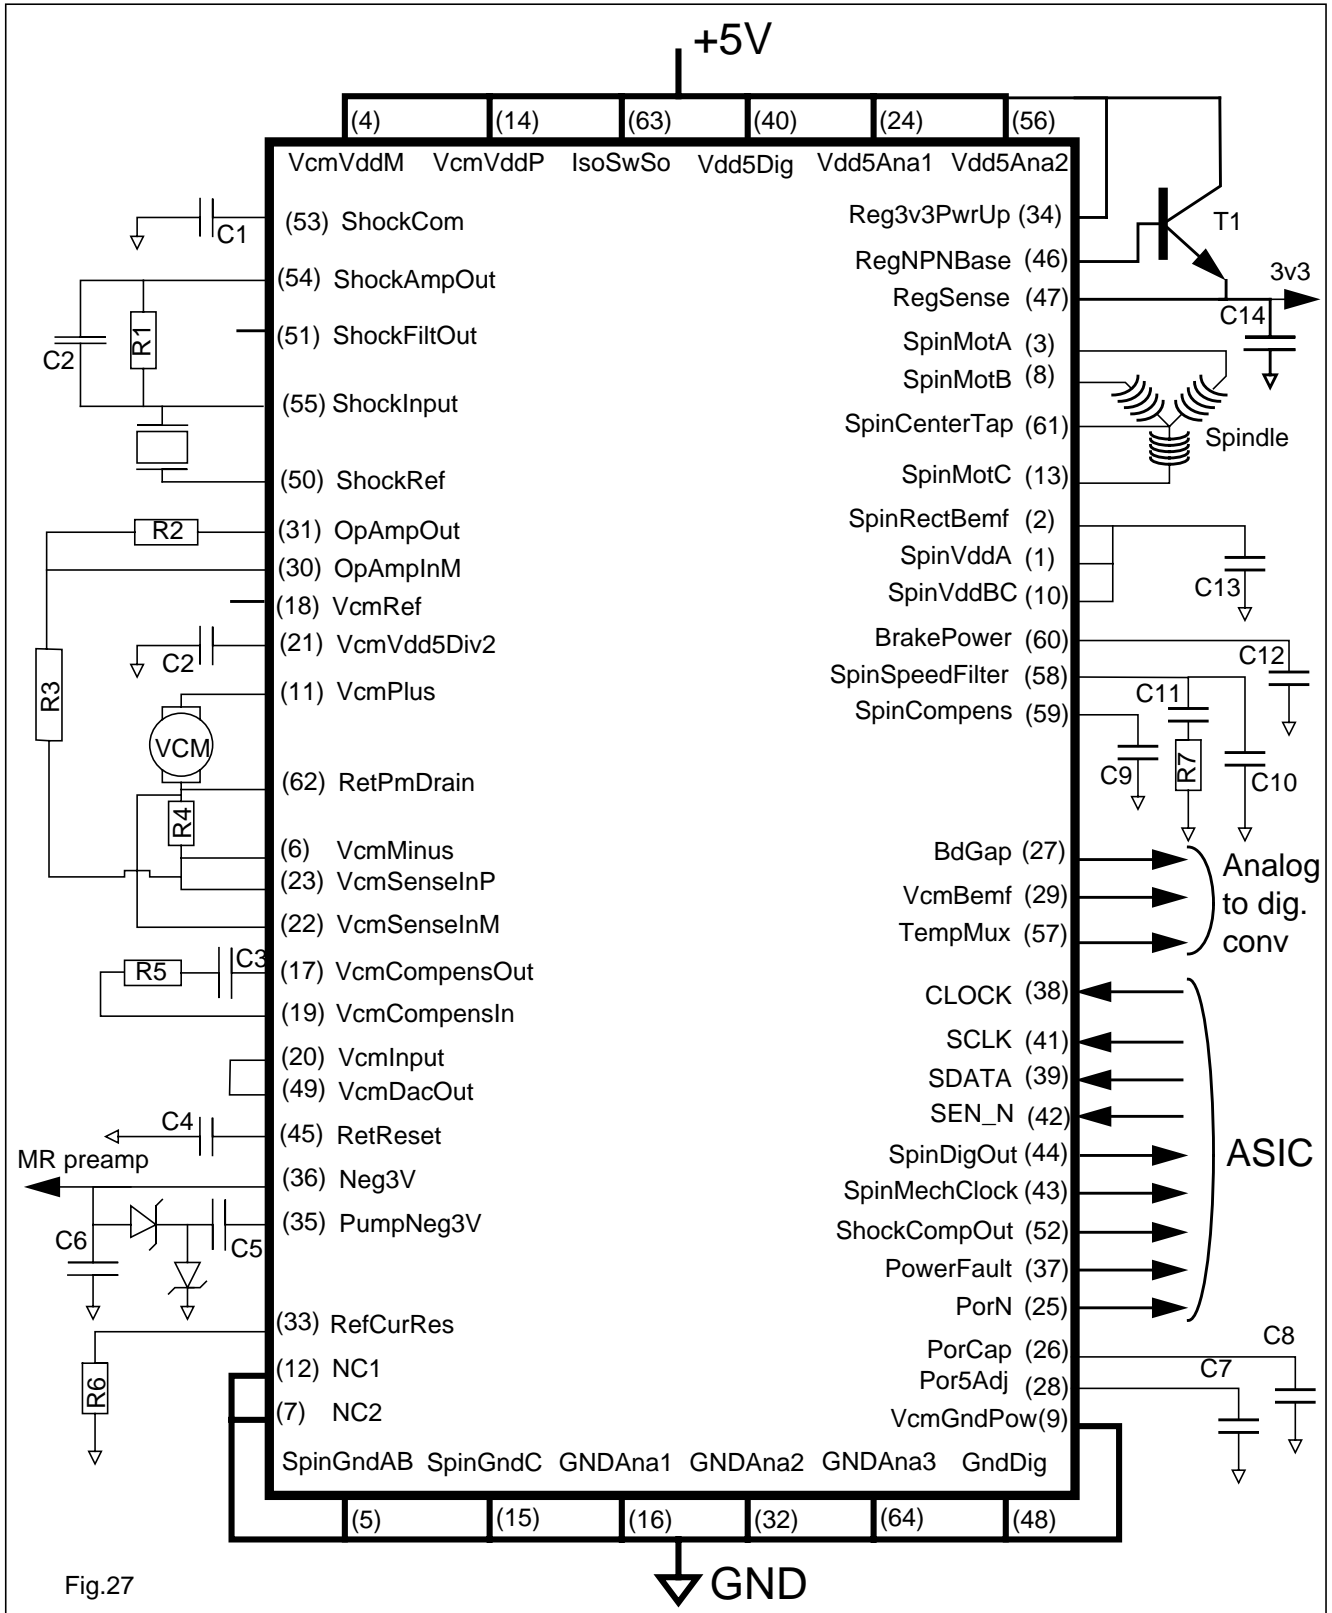 +5V
(4) (14) (63) (40) (24) (56)
VcmVddM VcmVddP IsoSwSo Vdd5Dig Vdd5Ana1 Vdd5Ana2
C1
(53) ShockCom
(54) ShockAmpOut
C2
R1
(51) ShockFiltOut
(55) ShockInput
(50) ShockRef
R2
(31) OpAmpOut
(30) OpAmpInM
(18) VcmRef
C2
(21) VcmVdd5Div2
R3
(11) VcmPlus
VCM
(62) RetPmDrain
R4
(6) VcmMinus
(23) VcmSenseInP
(22) VcmSenseInM
R5
C3
(17) VcmCompensOut
(19) VcmCompensIn
(20) VcmInput
(49) VcmDacOut
C4
(45) RetReset
MR preamp
(36) Neg3V
(35) PumpNeg3V
C6
C5
(33) RefCurRes
R6
(12) NC1
(7) NC2
Reg3v3PwrUp (34)
T1
RegNPNBase (46)
RegSense (47)
3v3
C14
SpinMotA (3)
SpinMotB (8)
SpinCenterTap (61)
Spindle
SpinMotC (13)
SpinRectBemf (2)
SpinVddA (1)
SpinVddBC (10)
C13
BrakePower (60)
C12
SpinSpeedFilter (58)
C11
SpinCompens (59)
C9
R7
C10
BdGap (27)
VcmBemf (29)
TempMux (57)
Analog
to dig.
conv
CLOCK (38)
SCLK (41)
SDATA (39)
SEN_N (42)
SpinDigOut (44)
SpinMechClock (43)
ShockCompOut (52)
PowerFault (37)
PorN (25)
ASIC
PorCap (26)
C8
Por5Adj (28)
C7
VcmGndPow(9)
SpinGndAB SpinGndC GNDAna1 GNDAna2 GNDAna3 GndDig
(5) (15) (16) (32) (64) (48)
GND
Fig.27